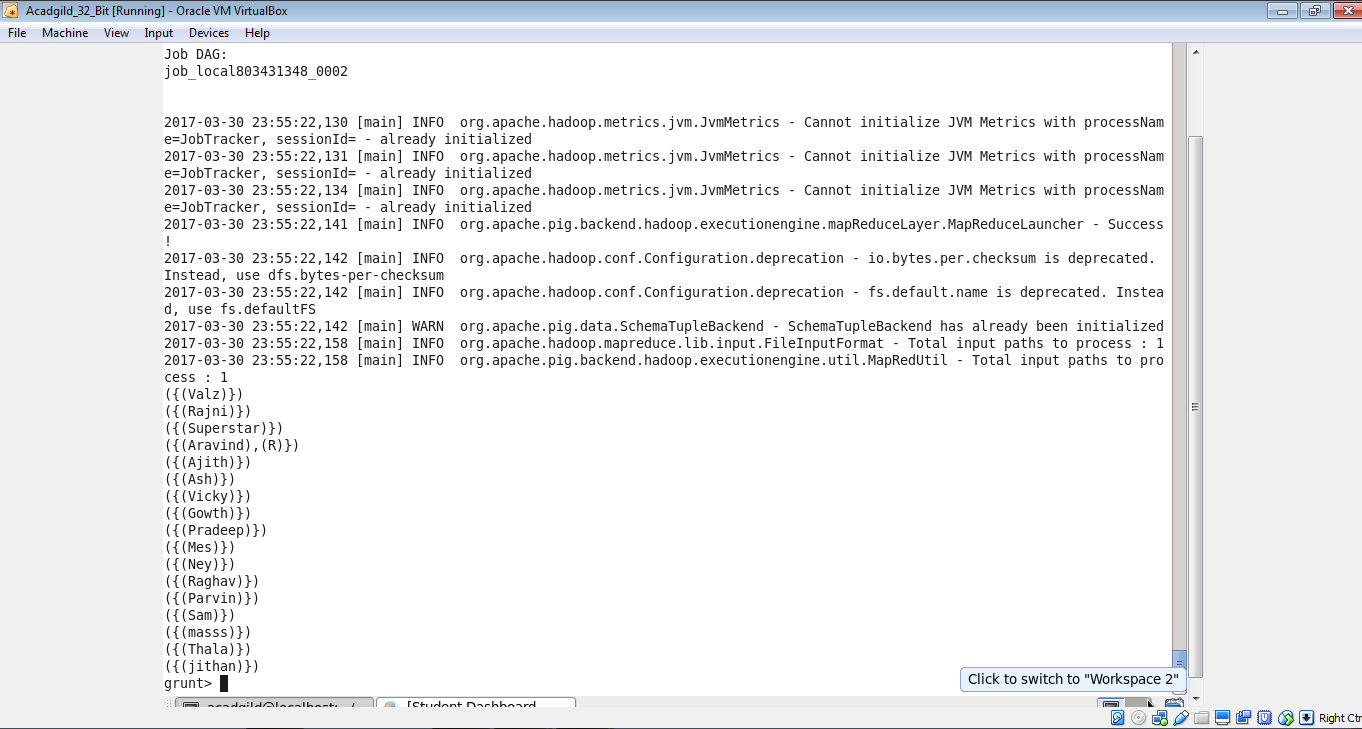 Acadgild_32_Bit [Running] - Oracle VM VirtualBox
File Machine View Input Devices Help
Job DAG:
job_local803431348_0002
2017-03-30 23:55:22,130 [main] INFO  org.apache.hadoop.metrics.jvm.JvmMetrics - Cannot initialize JVM Metrics with processNam
e=JobTracker, sessionId= - already initialized
2017-03-30 23:55:22,131 [main] INFO  org.apache.hadoop.metrics.jvm.JvmMetrics - Cannot initialize JVM Metrics with processNam
e=JobTracker, sessionId= - already initialized
2017-03-30 23:55:22,134 [main] INFO  org.apache.hadoop.metrics.jvm.JvmMetrics - Cannot initialize JVM Metrics with processNam
e=JobTracker, sessionId= - already initialized
2017-03-30 23:55:22,141 [main] INFO  org.apache.pig.backend.hadoop.executionengine.mapReduceLayer.MapReduceLauncher - Success
!
2017-03-30 23:55:22,142 [main] INFO  org.apache.hadoop.conf.Configuration.deprecation - io.bytes.per.checksum is deprecated.
Instead, use dfs.bytes-per-checksum
2017-03-30 23:55:22,142 [main] INFO  org.apache.hadoop.conf.Configuration.deprecation - fs.default.name is deprecated. Instea
d, use fs.defaultFS
2017-03-30 23:55:22,142 [main] WARN  org.apache.pig.data.SchemaTupleBackend - SchemaTupleBackend has already been initialized
2017-03-30 23:55:22,158 [main] INFO  org.apache.hadoop.mapreduce.lib.input.FileInputFormat - Total input paths to process : 1
2017-03-30 23:55:22,158 [main] INFO  org.apache.pig.backend.hadoop.executionengine.util.MapRedUtil - Total input paths to pro
cess : 1
({(Valz)})
({(Rajni)})
({(Superstar)})
({(Aravind),(R)})
({(Ajith)})
({(Ash)})
({(Vicky)})
({(Gowth)})
({(Pradeep)})
({(Mes)})
({(Ney)})
({(Raghav)})
({(Parvin)})
({(Sam)})
({(masss)})
({(Thala)})
({(jithan)})
grunt>
Click to switch to "Workspace 2"
acadgild@localhost: /
[Student Dashboard
Right Ctr